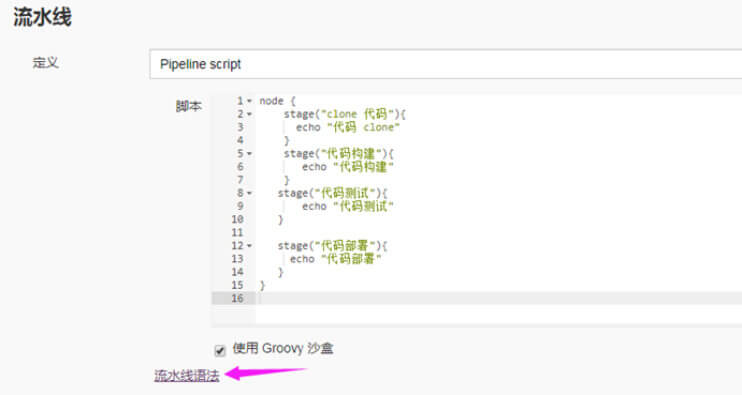 流水线
定义
Pipeline script
脚本
1 node {
2 stage("clone 代码"){
3 echo "代码 clone"
4 }
5 stage("代码构建"){
6 echo "代码构建"
7 }
8 stage("代码测试"){
9 echo "代码测试"
10 }
11
12 stage("代码部署"){
13 echo "代码部署"
14 }
15 }
16
使用 Groovy 沙盒
流水线语法